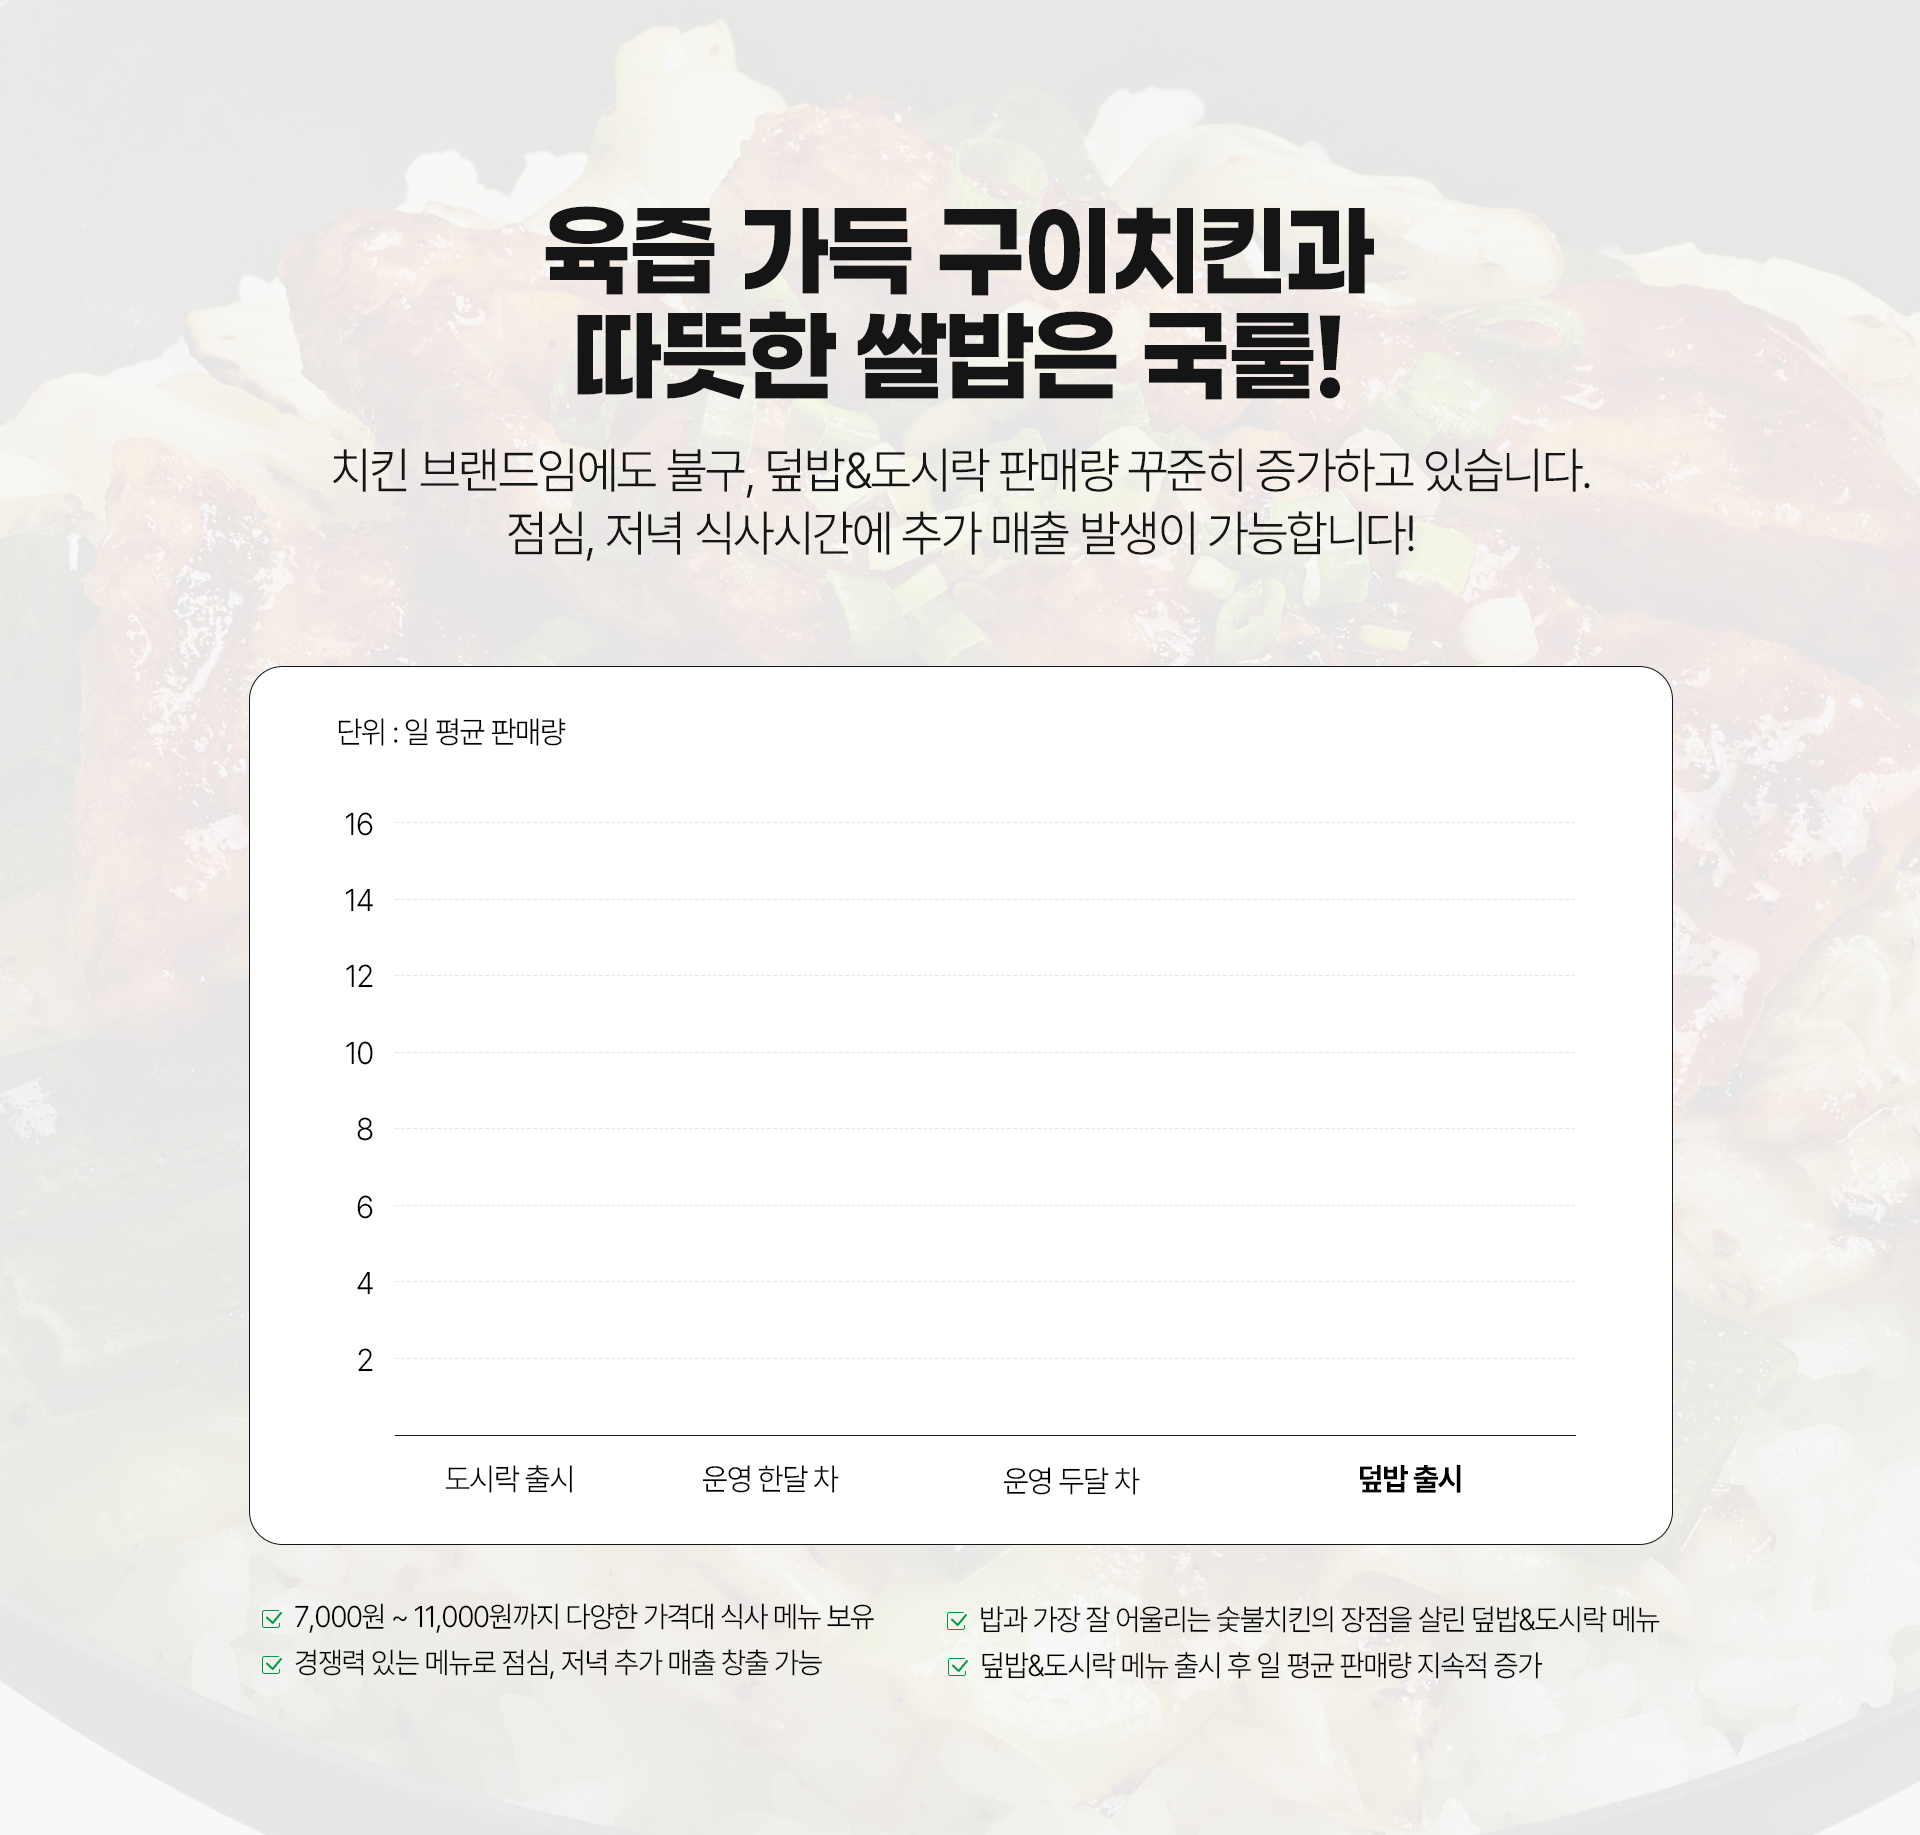 육즙 가득 구이치킨과
따뜻한 쌀밥은 국룰!
치킨 브랜드임에도 불구, 덮밥&도시락 판매량 꾸준히 증가하고 있습니다.
점심, 저녁 식사시간에 추가 매출 발생이 가능합니다!
단위 : 일 평균 판매량
16
14
12
10
8
6
4
2
도시락 출시
운영 한달 차
운영 두달 차
덮밥 출시
7,000원 ~ 11,000원까지 다양한 가격대 식사 메뉴 보유
경쟁력 있는 메뉴로 점심, 저녁 추가 매출 창출 가능
밥과 가장 잘 어울리는 숯불치킨의 장점을 살린 덮밥&도시락 메뉴
덮밥&도시락 메뉴 출시 후 일 평균 판매량 지속적 증가